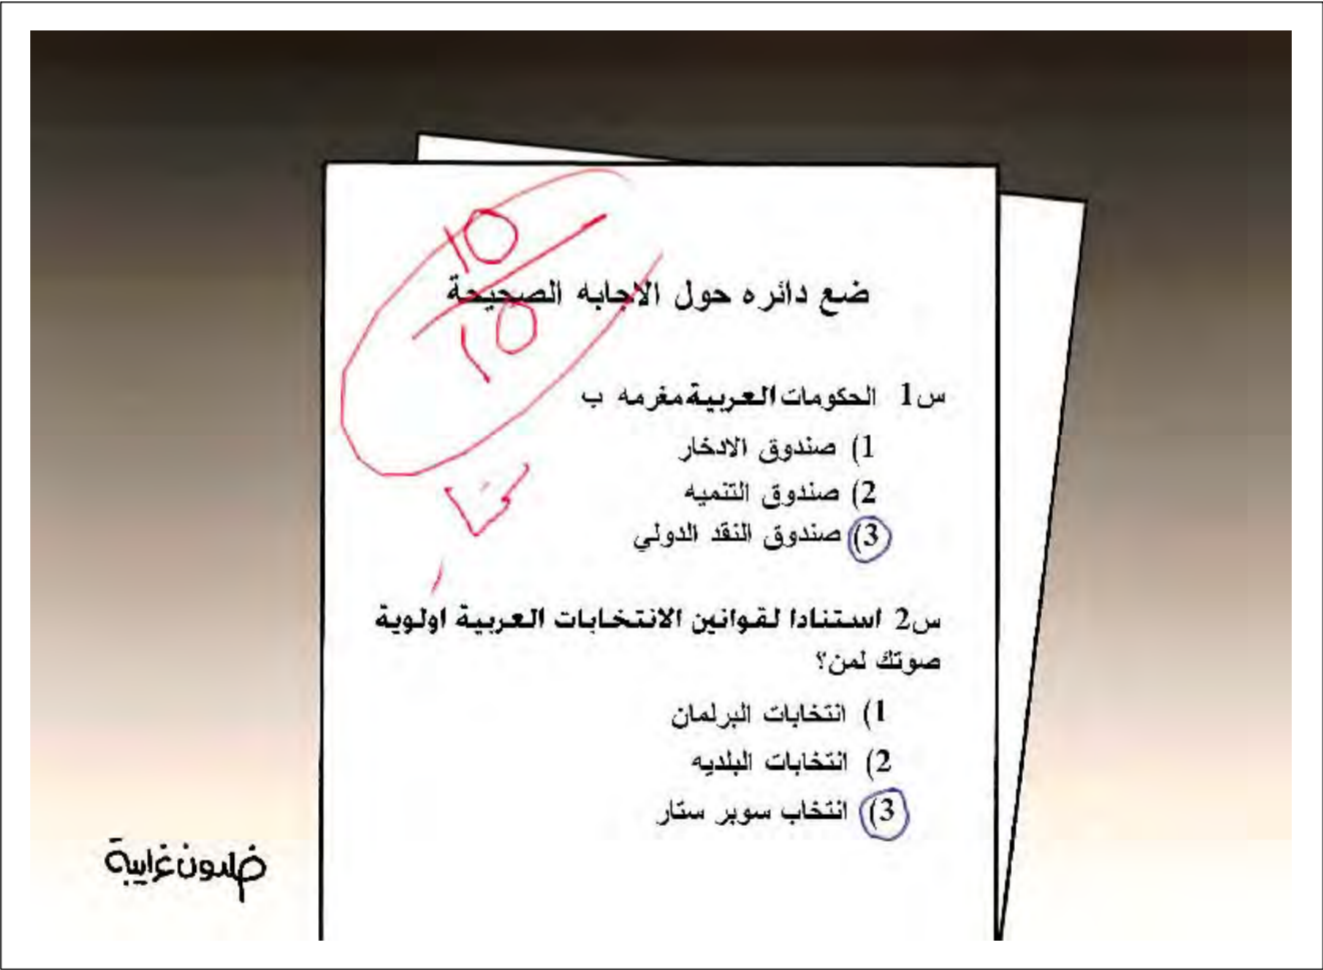 10
10
ضع دائره حول الاجابه الصحيحة
س1 الحكومات العربية مغرمه ب
1) صندوق الادخار
2) صندوق التنميه
3) صندوق النقد الدولي
س2 استنادا لقوانين الانتخابات العربية اولوية
صوتك لمن؟
1) انتخابات البرلمان
2) انتخابات البلديه
3) انتخاب سوبر ستار
خلدون غرايبة